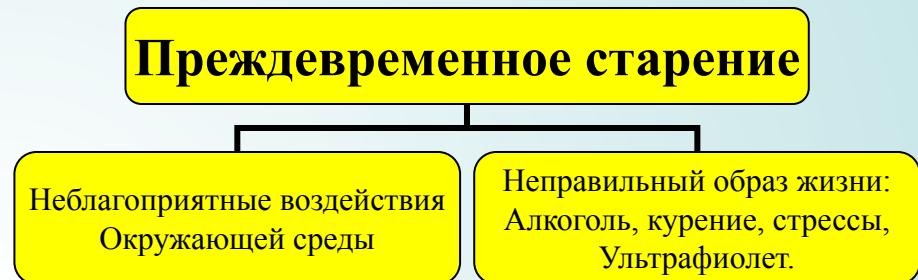 Преждевременное старение
Неблагоприятные воздействия
Окружающей среды
Неправильный образ жизни:
Алкоголь, курение, стрессы,
Ультрафиолет.